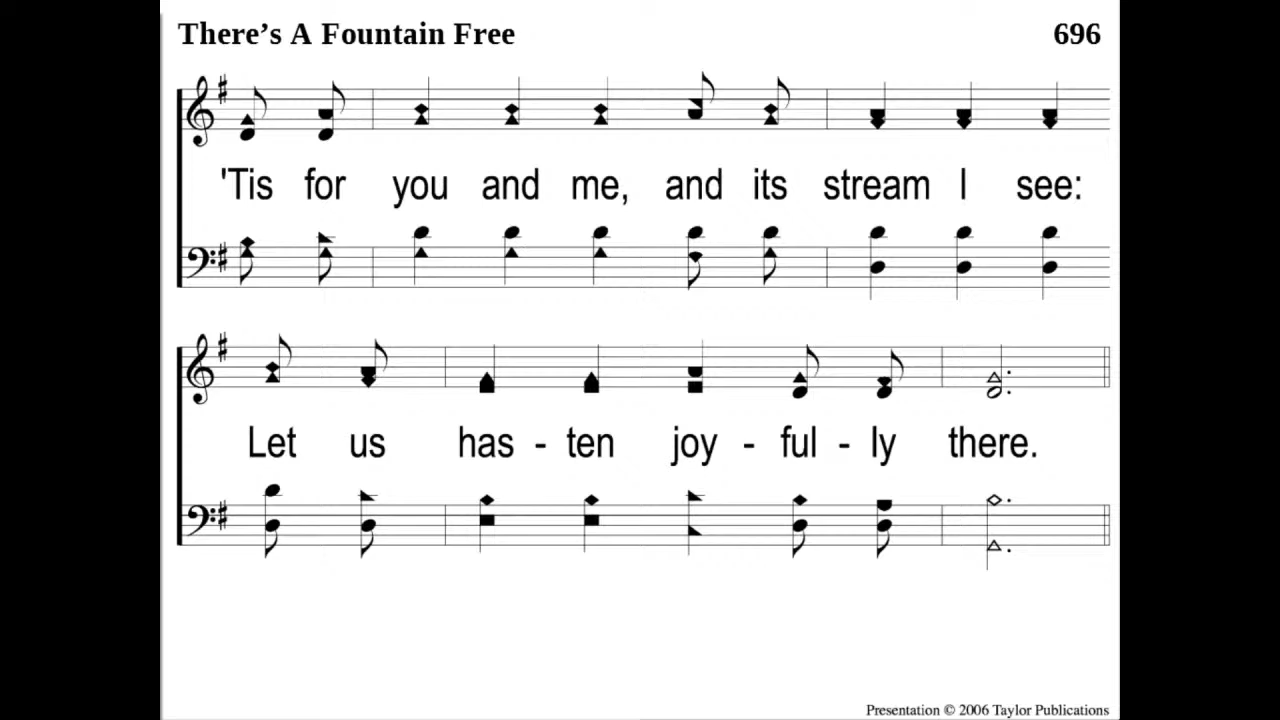 There’s A Fountain Free 696
'Tis for you and me, and its stream I see:
Let us has - ten joy - ful - ly there.
Presentation © 2006 Taylor Publications